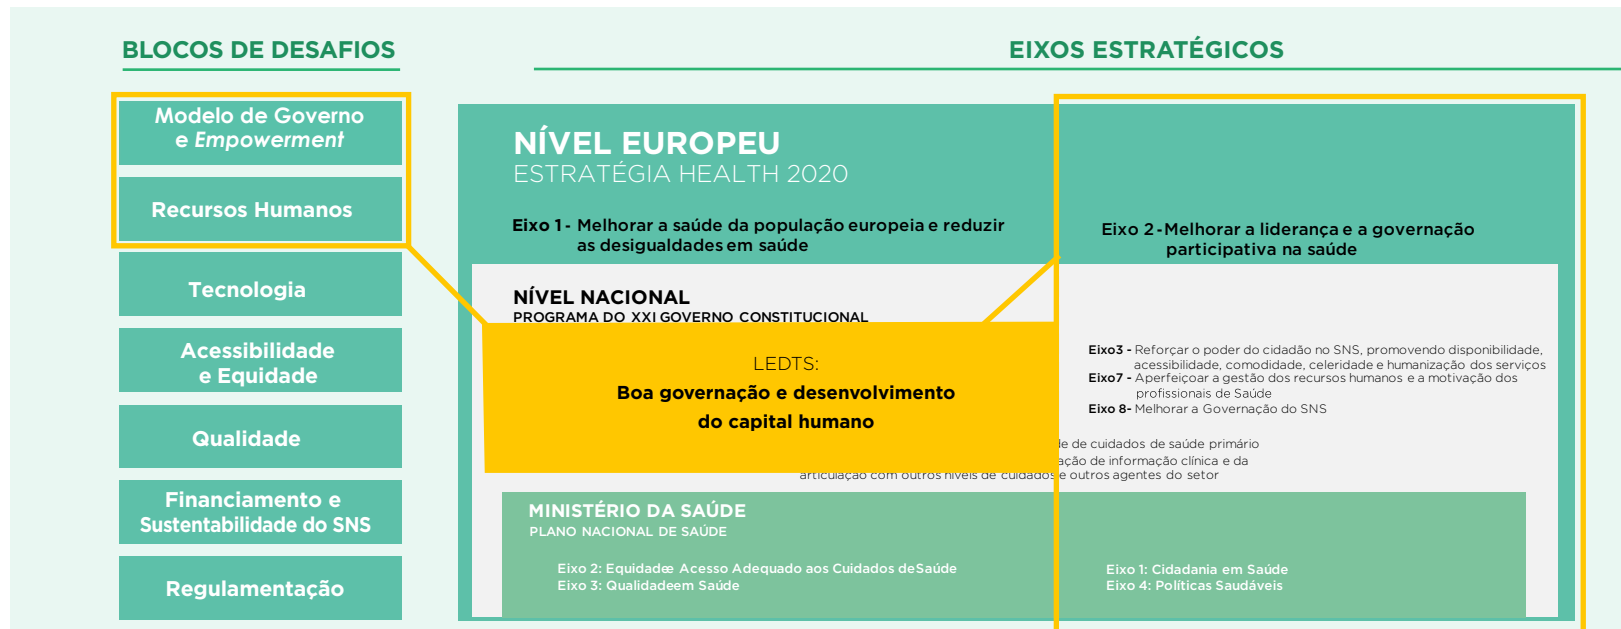 BLOCOS DE DESAFIOS
EIXOS ESTRATÉGICOS
Modelo de Governo
e Empowerment
Recursos Humanos
Tecnologia
Acessibilidade
e Equidade
Qualidade
Financiamento e
Sustentabilidade do SNS
Regulamentação
NÍVEL EUROPEU
ESTRATÉGIA HEALTH 2020
Eixo 1 - Melhorar a saúde da população europeia e reduzir
as desigualdades em saúde
Eixo 2 - Melhorar a liderança e a governação
participativa na saúde
NÍVEL NACIONAL
PROGRAMA DO XXI GOVERNO CONSTITUCIONAL
LEDTS:
Boa governação e desenvolvimento
do capital humano
Eixo3 - Reforçar o poder do cidadão no SNS, promovendo disponibilidade,
acessibilidade, comodidade, celeridade e humanização dos serviços
Eixo7 - Aperfeiçoar a gestão dos recursos humanos e a motivação dos
profissionais de Saúde
Eixo 8- Melhorar a Governação do SNS
de cuidados de saúde primário
de informação clínica e da
articulação com outros níveis de cuidados e outros agentes do setor
MINISTÉRIO DA SAÚDE
PLANO NACIONAL DE SAÚDE
Eixo 2: Equidade e Acesso Adequado aos Cuidados deSaúde
Eixo 3: Qualidadeem Saúde
Eixo 1: Cidadania em Saúde
Eixo 4: Políticas Saudáveis